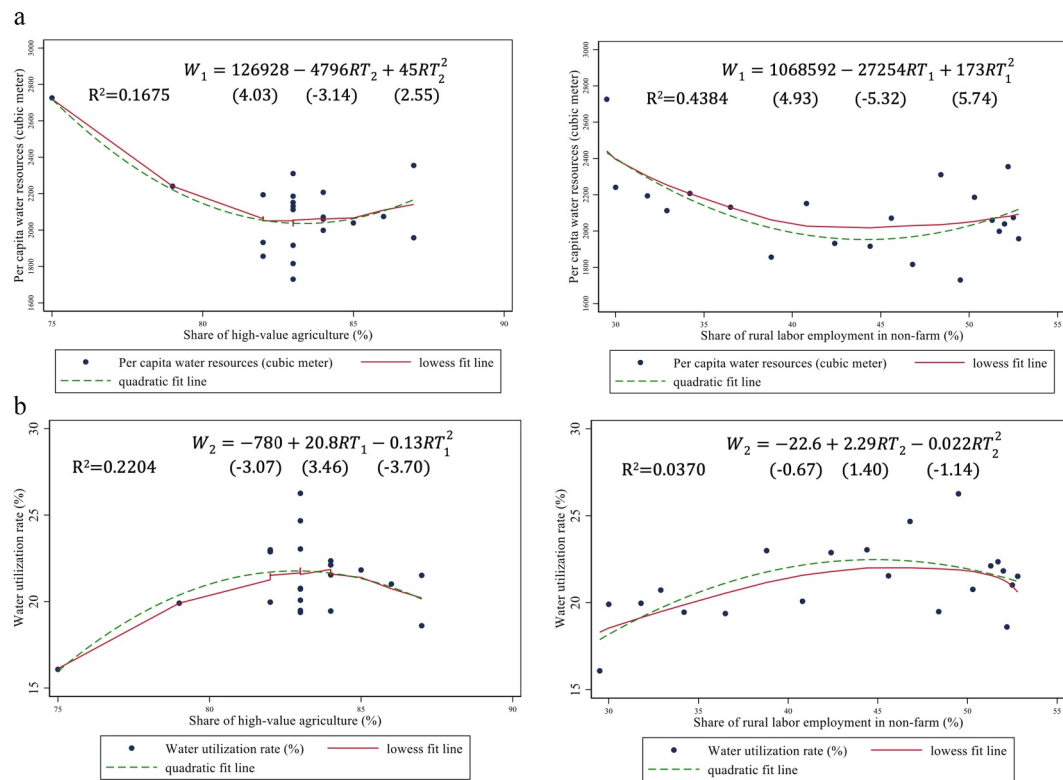 a
W₁ = 126928 − 4796RT₂ + 45RT₂²
R²=0.1675 (4.03) (-3.14) (2.55)
Per capita water resources (cubic meter)
3000
2800
2600
2400
2200
2000
1800
1600
75 80 85 90
Share of high-value agriculture (%)
Per capita water resources (cubic meter) lowess fit line
quadratic fit line
W₁ = 1068592 − 27254RT₁ + 173RT₁²
R²=0.4384 (4.93) (-5.32) (5.74)
Per capita water resources (cubic meter)
3000
2800
2600
2400
2200
2000
1800
1600
30 35 40 45 50 55
Share of rural labor employment in non-farm (%)
Per capita water resources (cubic meter) lowess fit line
quadratic fit line
b
W₂ = −780 + 20.8RT₁ − 0.13RT₁²
R²=0.2204 (-3.07) (3.46) (-3.70)
Water utilization rate (%)
30
25
20
15
75 80 85 90
Share of high-value agriculture (%)
Water utilization rate (%) lowess fit line
quadratic fit line
W₂ = −22.6 + 2.29RT₂ − 0.022RT₂²
R²=0.0370 (-0.67) (1.40) (-1.14)
Water utilization rate (%)
30
25
20
15
30 35 40 45 50 55
Share of rural labor employment in non-farm (%)
Water utilization rate (%) lowess fit line
quadratic fit line